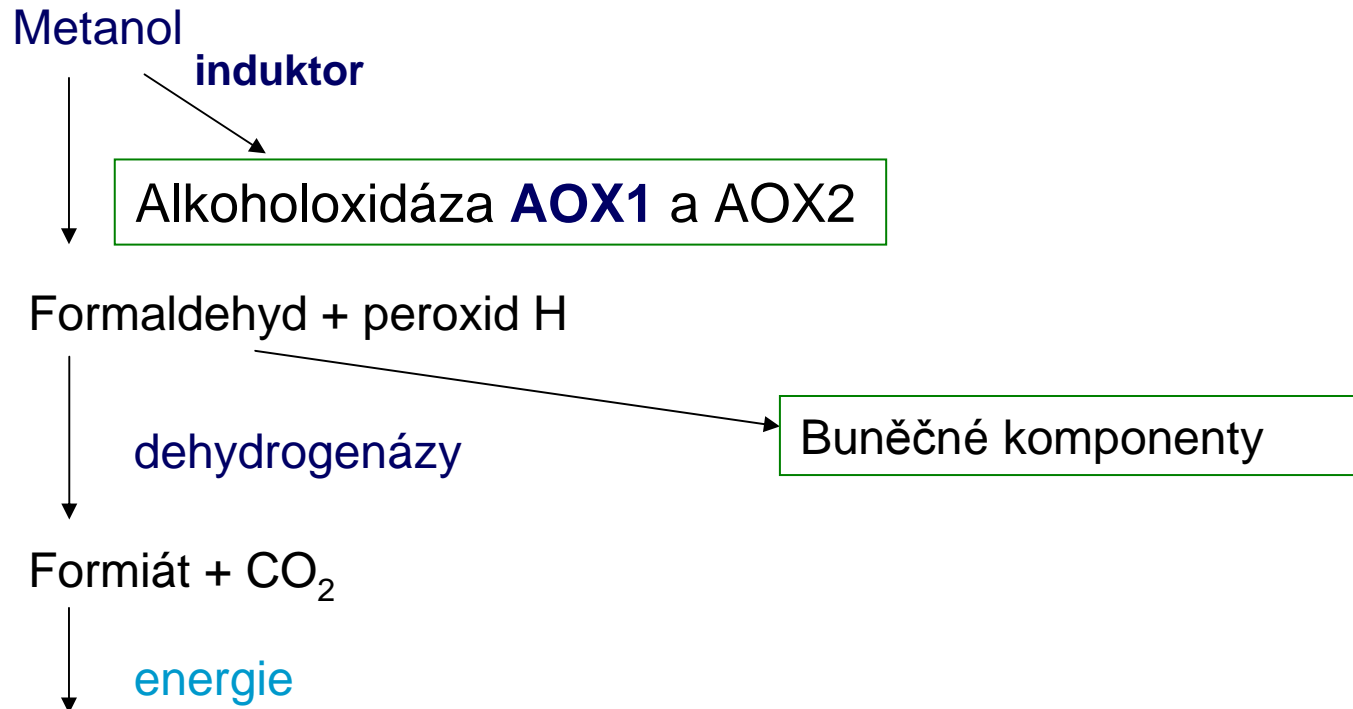 Metanol
induktor
Alkoholoxidáza AOX1 a AOX2
Formaldehyd + peroxid H
dehydrogenázy
Buněčné komponenty
Formiát + CO₂
energie